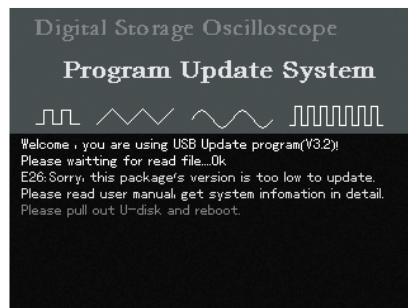 Digital Storage Oscilloscope
Program Update System
Welcome , you are using USB Update program(V3.2)!
Please waitting for read file....Ok
E26:Sorry, this package's version is too low to update.
Please read user manual, get system infomation in detail.
Please pull out U-disk and reboot.